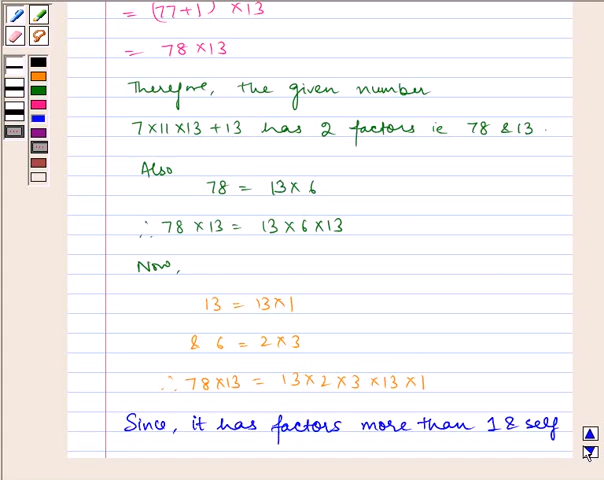 = (77+1) ×13
= 78 ×13
Therefore, the given number
7×11×13 +13 has 2 factors ie 78 & 13.
Also
78 = 13×6
∴ 78 ×13 = 13×6×13
Now,
13 = 13×1
& 6 = 2×3
∴ 78×13 = 13×2×3×13×1
Since, it has factors more than 1 & self